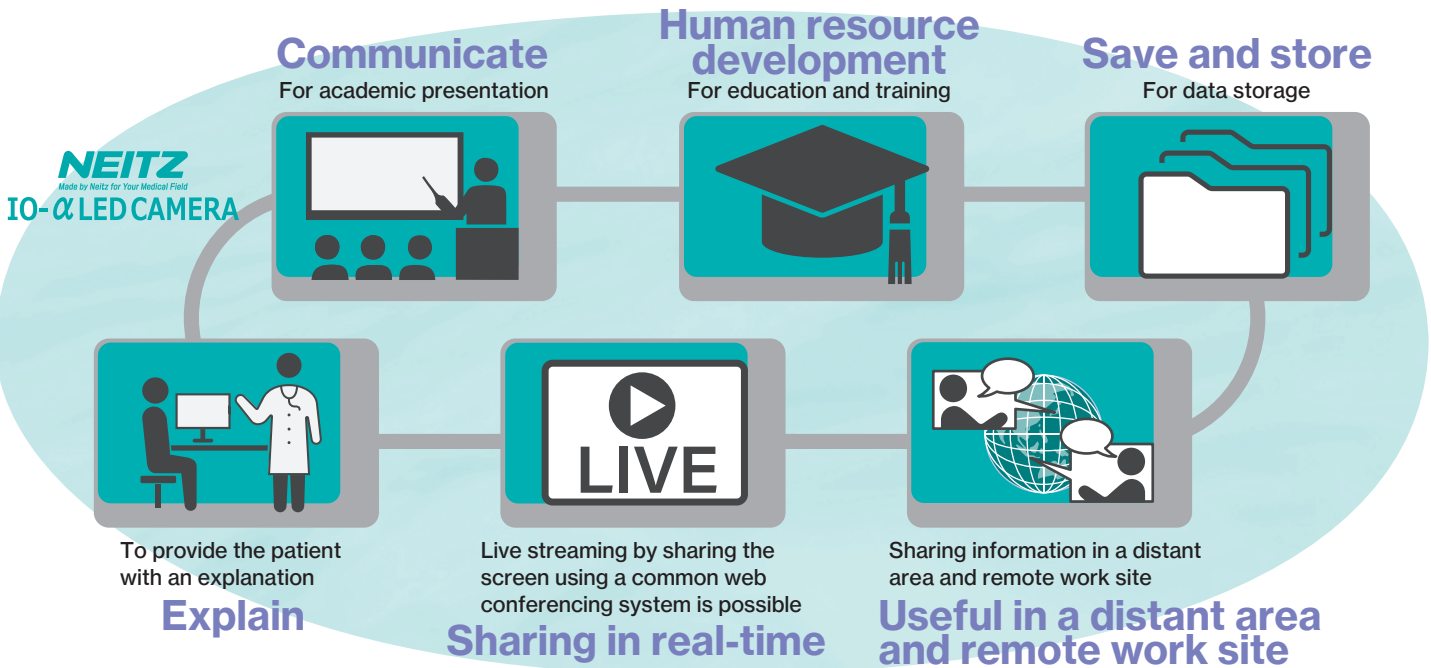 NEITZ
Made by Neitz for Your Medical Field
IO-α LED CAMERA
Communicate
For academic presentation
Human resource
development
For education and training
Save and store
For data storage
To provide the patient
with an explanation
Explain
LIVE
Live streaming by sharing the
screen using a common web
conferencing system is possible
Sharing in real-time
Sharing information in a distant
area and remote work site
Useful in a distant area
and remote work site